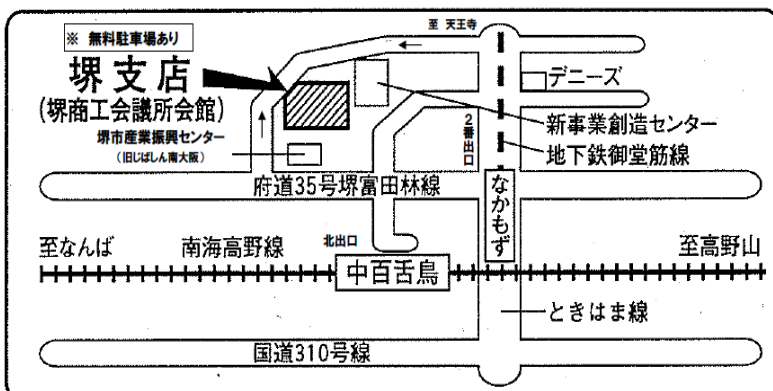 ※ 無料駐車場あり
至 天王寺
堺支店
(堺商工会議所会館)
デニーズ
堺市産業振興センター
(旧じばしん南大阪)
2番出口
新事業創造センター
地下鉄御堂筋線
府道35号堺富田林線
なかもず
至なんば
南海高野線
北出口
中百舌鳥
至高野山
ときはま線
国道310号線